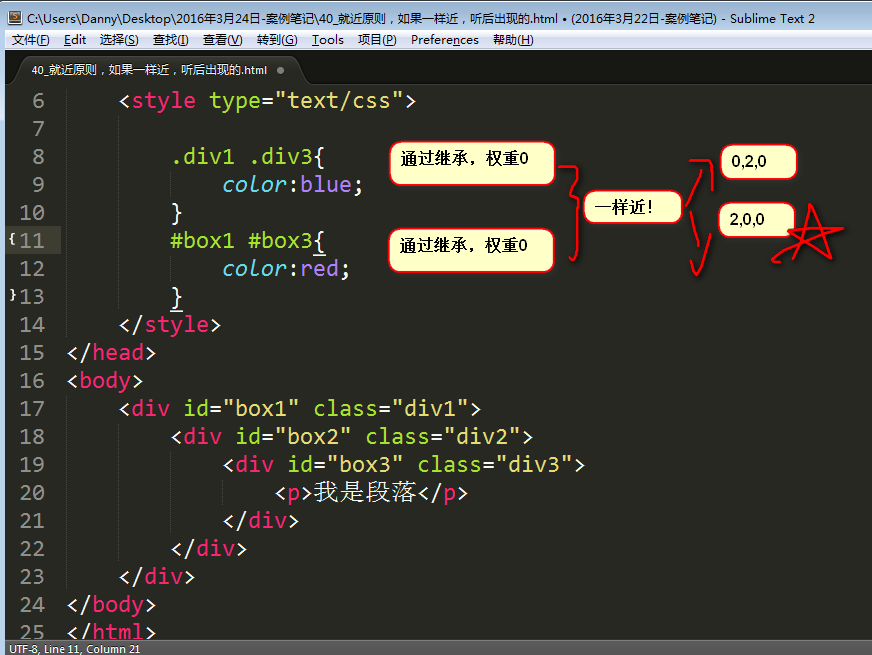 C:\Users\Danny\Desktop\2016年3月24日-案例笔记\40_就近原则，如果一样近，听后出现的.html • (2016年3月22日-案例笔记) - Sublime Text 2
文件(F) Edit 选择(S) 查找(I) 查看(V) 转到(G) Tools 项目(P) Preferences 帮助(H)
40_就近原则，如果一样近，听后出现的.html
6 <style type="text/css">
7
8 .div1 .div3{ 通过继承，权重0 0,2,0
9 color:blue;
10 } 一样近！ 2,0,0
{11 #box1 #box3{ 通过继承，权重0
12 color:red;
}13 }
14 </style>
15 </head>
16 <body>
17 <div id="box1" class="div1">
18 <div id="box2" class="div2">
19 <div id="box3" class="div3">
20 <p>我是段落</p>
21 </div>
22 </div>
23 </div>
24 </body>
25 </html>
UTF-8, Line 11, Column 21